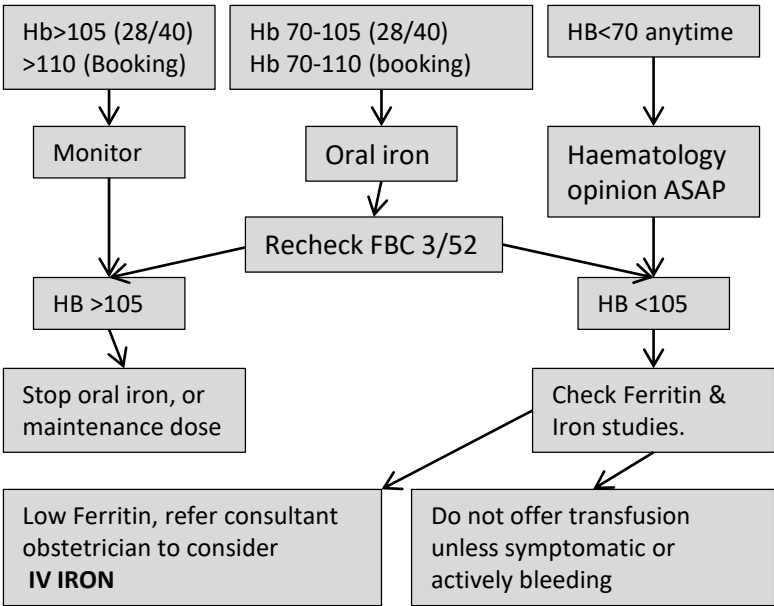 Hb>105 (28/40)
>110 (Booking)
Hb 70-105 (28/40)
Hb 70-110 (booking)
HB<70 anytime
Monitor
Oral iron
Haematology
opinion ASAP
Recheck FBC 3/52
HB >105
HB <105
Stop oral iron, or
maintenance dose
Check Ferritin &
Iron studies.
Low Ferritin, refer consultant
obstetrician to consider
IV IRON
Do not offer transfusion
unless symptomatic or
actively bleeding